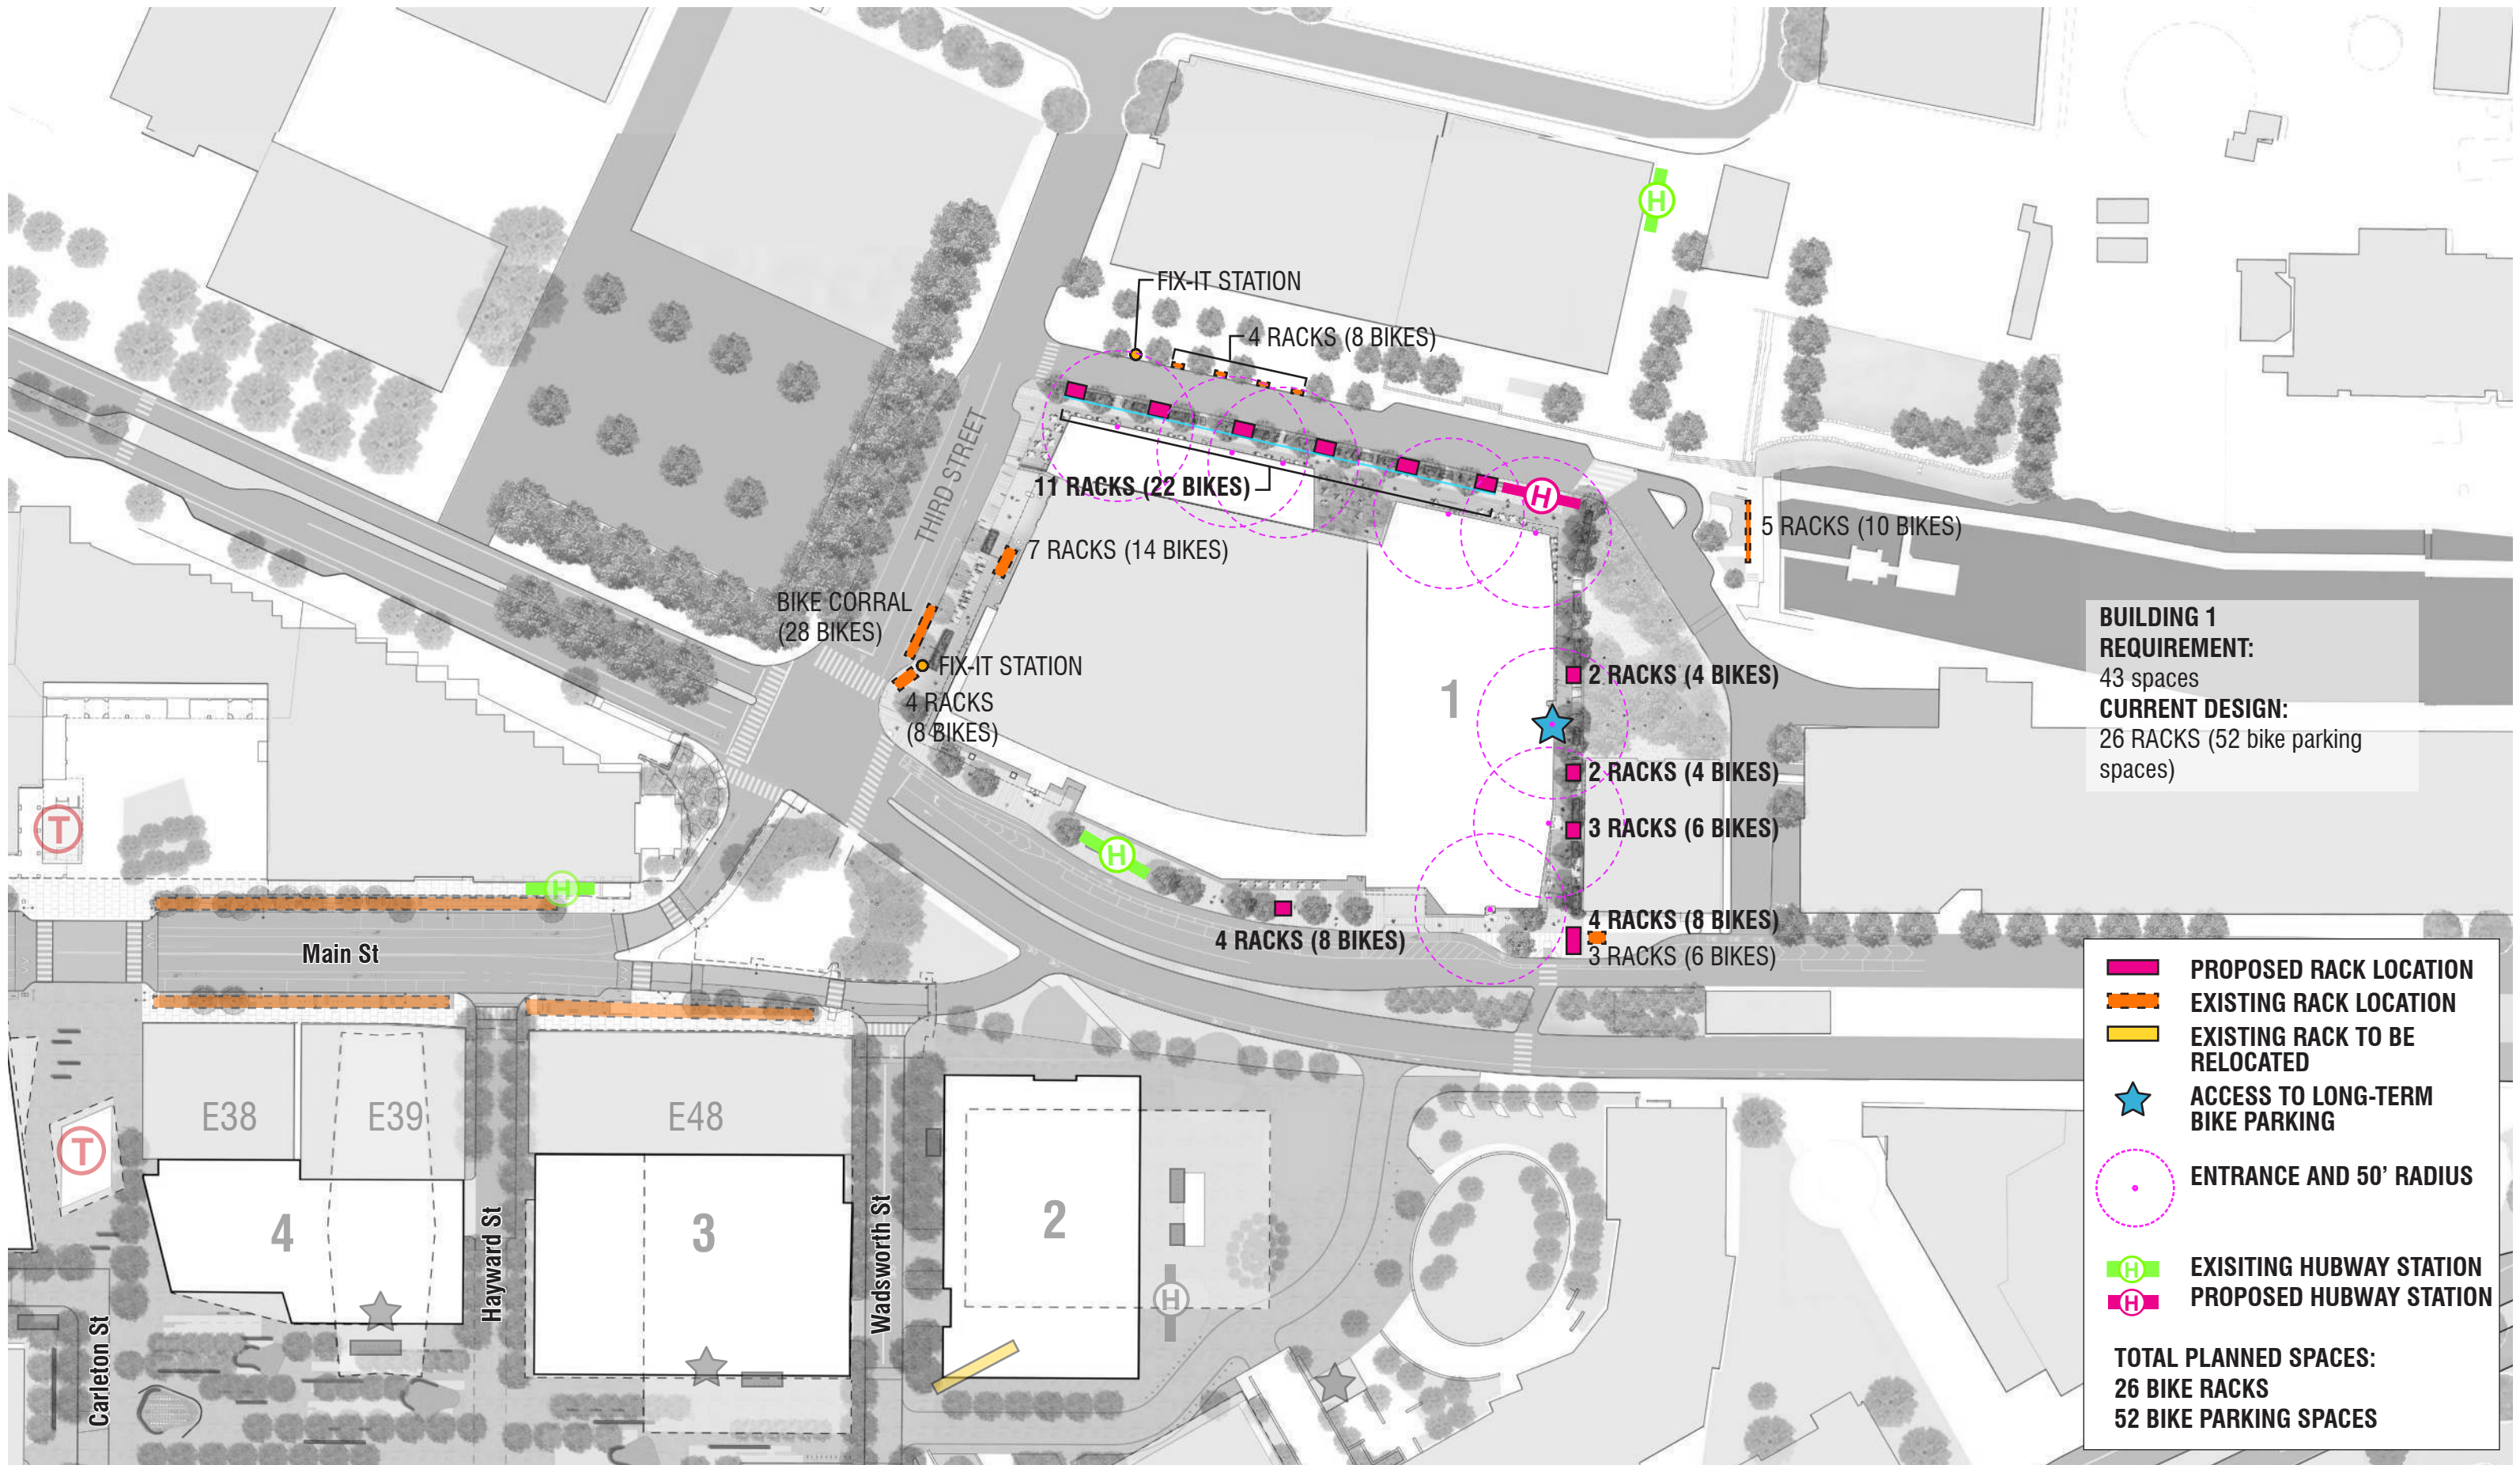 H
FIX-IT STATION
4 RACKS (8 BIKES)
THIRD STREET
11 RACKS (22 BIKES)
H
5 RACKS (10 BIKES)
7 RACKS (14 BIKES)
BIKE CORRAL
(28 BIKES)
FIX-IT STATION
4 RACKS
(8 BIKES)
1
2 RACKS (4 BIKES)
2 RACKS (4 BIKES)
3 RACKS (6 BIKES)
BUILDING 1
REQUIREMENT:
43 spaces
CURRENT DESIGN:
26 RACKS (52 bike parking
spaces)
T
H
H
4 RACKS (8 BIKES)
4 RACKS (8 BIKES)
3 RACKS (6 BIKES)
Main St
T
E38
E39
E48
4
3
2
H
Carleton St
Hayward St
Wadsworth St
PROPOSED RACK LOCATION
EXISTING RACK LOCATION
EXISTING RACK TO BE
RELOCATED
ACCESS TO LONG-TERM
BIKE PARKING
ENTRANCE AND 50’ RADIUS
H
EXISITING HUBWAY STATION
H
PROPOSED HUBWAY STATION
TOTAL PLANNED SPACES:
26 BIKE RACKS
52 BIKE PARKING SPACES